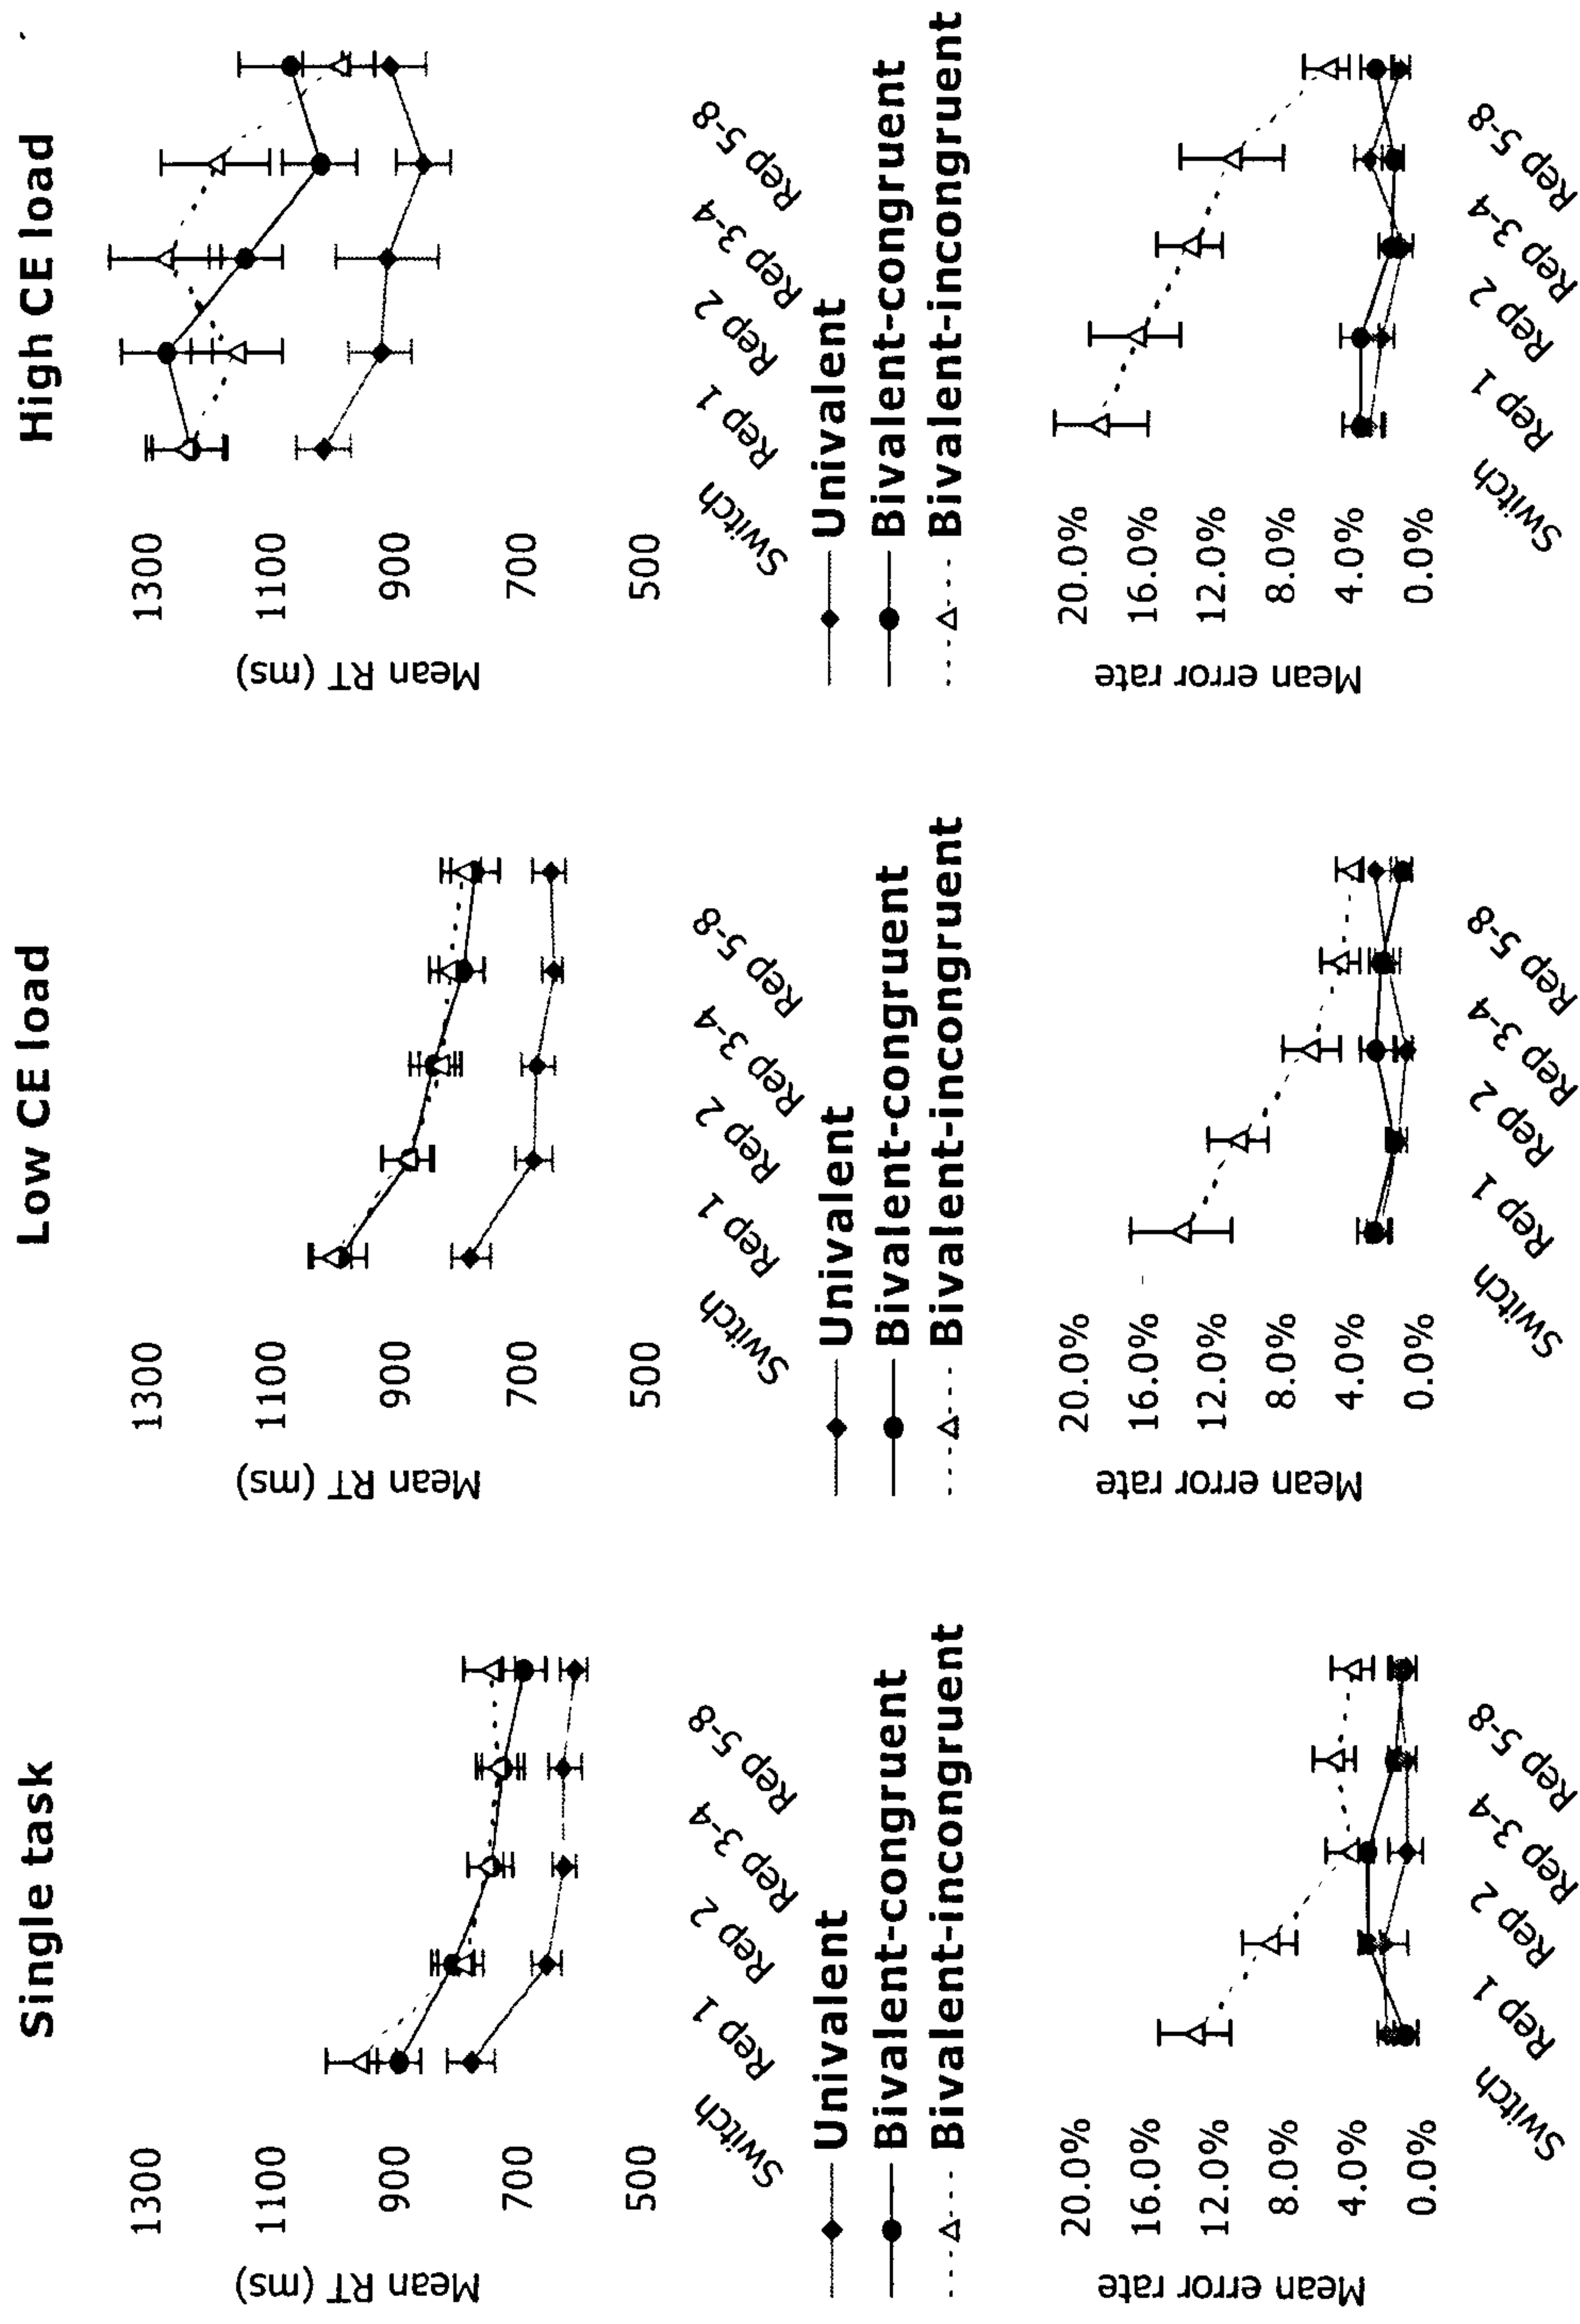 Single task
Mean RT (ms)
1300
1100
900
700
500
Switch
Rep 1
Rep 2
Rep 3-4
Rep 5-8
Univalent
Bivalent-congruent
Bivalent-incongruent
Mean error rate
20.0%
16.0%
12.0%
8.0%
4.0%
0.0%
Switch
Rep 1
Rep 2
Rep 3-4
Rep 5-8
Low CE load
Mean RT (ms)
1300
1100
900
700
500
Switch
Rep 1
Rep 2
Rep 3-4
Rep 5-8
Univalent
Bivalent-congruent
Bivalent-incongruent
Mean error rate
20.0%
16.0%
12.0%
8.0%
4.0%
0.0%
Switch
Rep 1
Rep 2
Rep 3-4
Rep 5-8
High CE load
Mean RT (ms)
1300
1100
900
700
500
Switch
Rep 1
Rep 2
Rep 3-4
Rep 5-8
Univalent
Bivalent-congruent
Bivalent-incongruent
Mean error rate
20.0%
16.0%
12.0%
8.0%
4.0%
0.0%
Switch
Rep 1
Rep 2
Rep 3-4
Rep 5-8